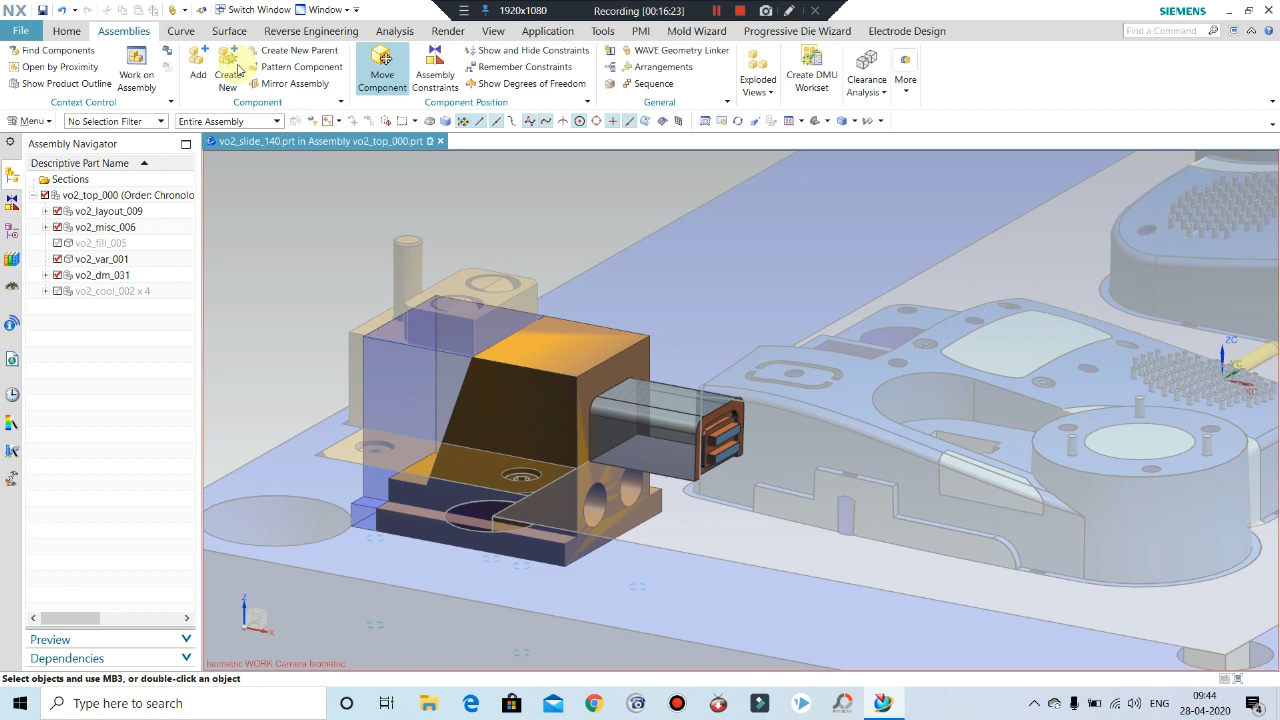 NX
Switch Window
Window
1920x1080
Recording [00:16:23]
SIEMENS
File
Home
Assemblies
Curve
Surface
Reverse Engineering
Analysis
Render
View
Application
Tools
PMI
Mold Wizard
Progressive Die Wizard
Electrode Design
Find a Command
Find Components
Open by Proximity
Show Product Outline
Work on Assembly
Context Control
Add
Create New
Create New Parent
Pattern Component
Mirror Assembly
Component
Move Component
Assembly Constraints
Show and Hide Constraints
Remember Constraints
Show Degrees of Freedom
Component Position
WAVE Geometry Linker
Arrangements
Sequence
General
Exploded Views
Create DMU Workset
Clearance Analysis
More
Menu
No Selection Filter
Entire Assembly
Assembly Navigator
vo2_slide_140.prt in Assembly vo2_top_000.prt
Descriptive Part Name
Sections
vo2_top_000 (Order: Chronolo
vo2_layout_009
vo2_misc_006
vo2_fill_005
vo2_var_001
vo2_dm_031
vo2_cool_002 x 4
ZC
YC
XC
Z
X
Preview
Dependencies
Isometric WORK Camera Isometric
Select objects and use MB3, or double-click an object
Type here to search
ENG
09:44
28-04-2020
4